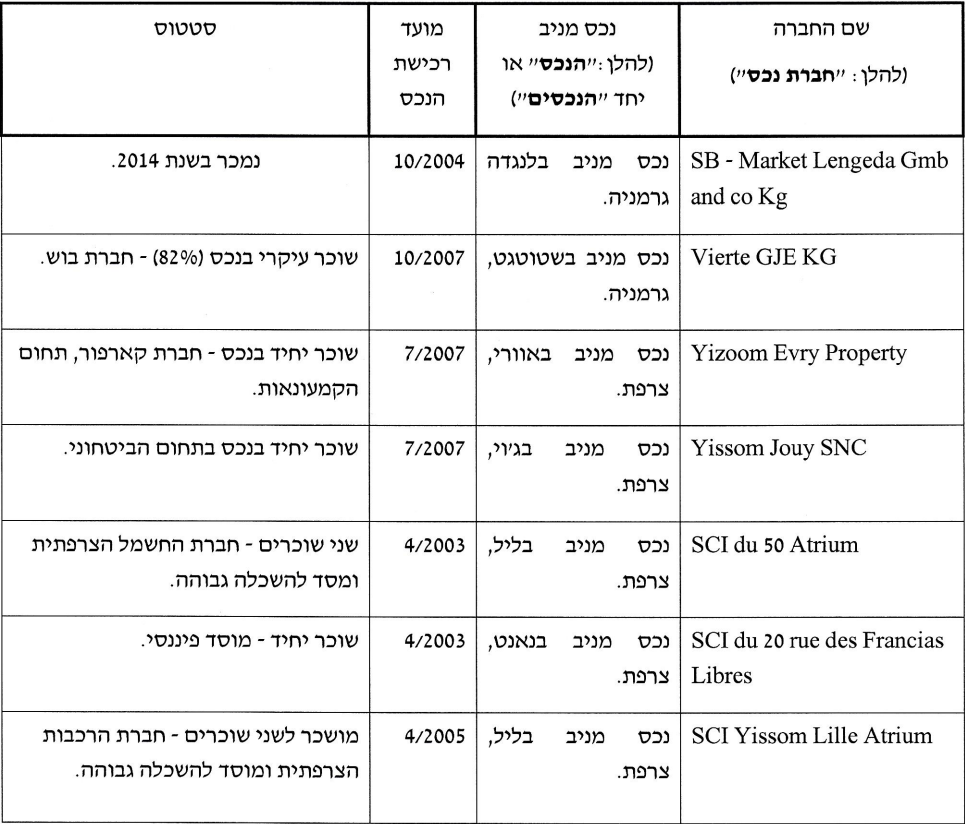 שם החברה
(להלן: "חברת נכס")
נכס מניב
(להלן: "הנכס" או
יחד "הנכסים")
מועד
רכישת
הנכס
סטטוס
SB - Market Lengeda Gmb
and co Kg
נכס מניב בלנגדה
גרמניה.
10/2004
נמכר בשנת 2014.
Vierte GJE KG
נכס מניב בשטוטגט,
גרמניה.
10/2007
שוכר עיקרי בנכס (82%) - חברת בוש.
Yizoom Evry Property
נכס מניב באוורי,
צרפת.
7/2007
שוכר יחיד בנכס - חברת קארפור, תחום
הקמעונאות.
Yissom Jouy SNC
נכס מניב בג'וי,
צרפת.
7/2007
שוכר יחיד בנכס בתחום הביטחוני.
SCI du 50 Atrium
נכס מניב בליל,
צרפת.
4/2003
שני שוכרים - חברת החשמל הצרפתית
ומסד להשכלה גבוהה.
SCI du 20 rue des Francias
Libres
נכס מניב בנאנט,
צרפת.
4/2003
שוכר יחיד - מוסד פיננסי.
SCI Yissom Lille Atrium
נכס מניב בליל,
צרפת.
4/2005
מושכר לשני שוכרים - חברת הרכבות
הצרפתית ומוסד להשכלה גבוהה.